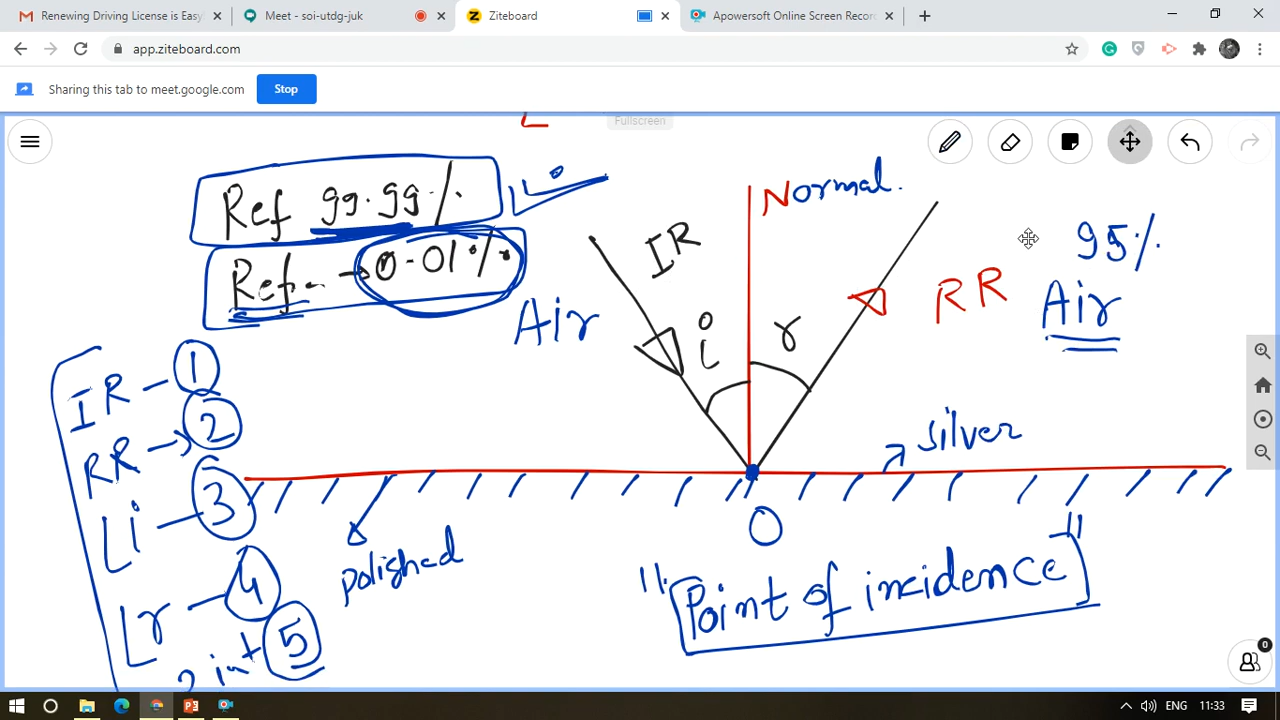 Renewing Driving License is Easy
Meet - soi-utdg-juk
Ziteboard
Apowersoft Online Screen Record
app.ziteboard.com
Sharing this tab to meet.google.com
Stop
Fullscreen
Ref 99.99%
Normal.
IR
Ref → 0.01%
95%
Air
RR
Air
i
r
IR - 1
RR → 2
Silver
∠i - 3
polished
O
"Point of incidence"
∠r - 4
5
0
ENG
11:33